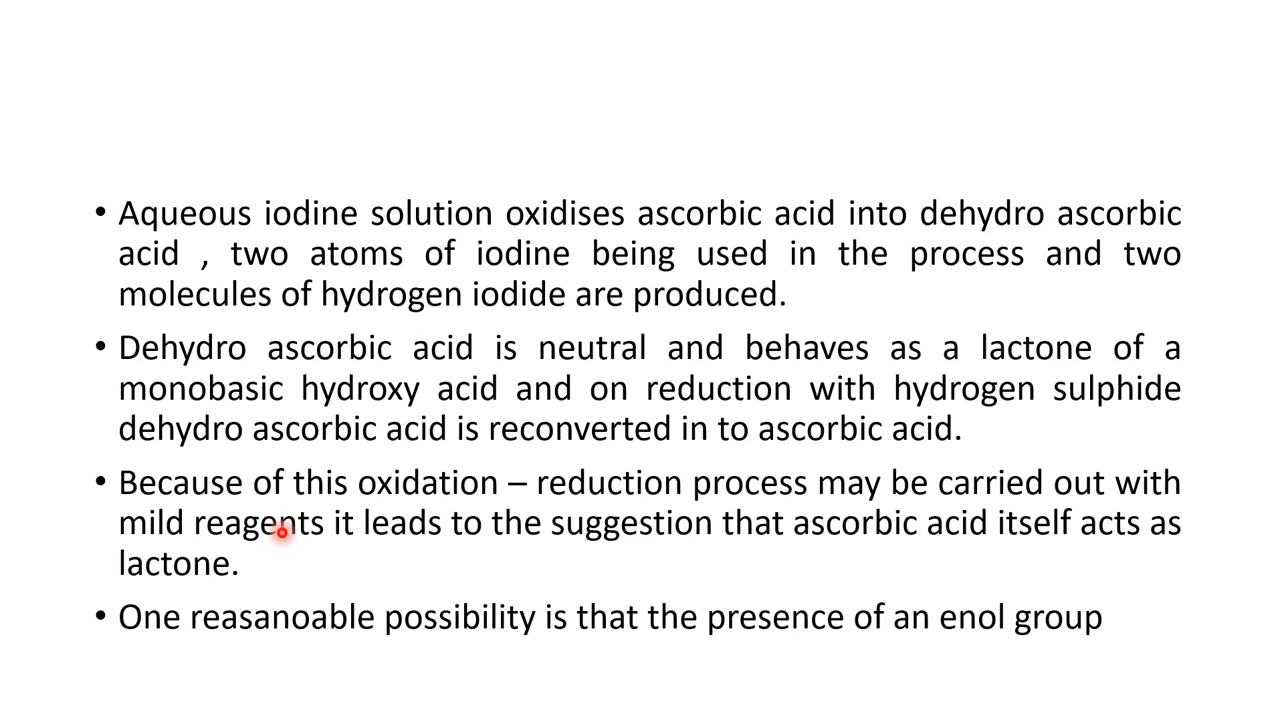 • Aqueous iodine solution oxidises ascorbic acid into dehydro ascorbic
acid , two atoms of iodine being used in the process and two
molecules of hydrogen iodide are produced.
• Dehydro ascorbic acid is neutral and behaves as a lactone of a
monobasic hydroxy acid and on reduction with hydrogen sulphide
dehydro ascorbic acid is reconverted in to ascorbic acid.
• Because of this oxidation – reduction process may be carried out with
mild reagents it leads to the suggestion that ascorbic acid itself acts as
lactone.
• One reasanoable possibility is that the presence of an enol group